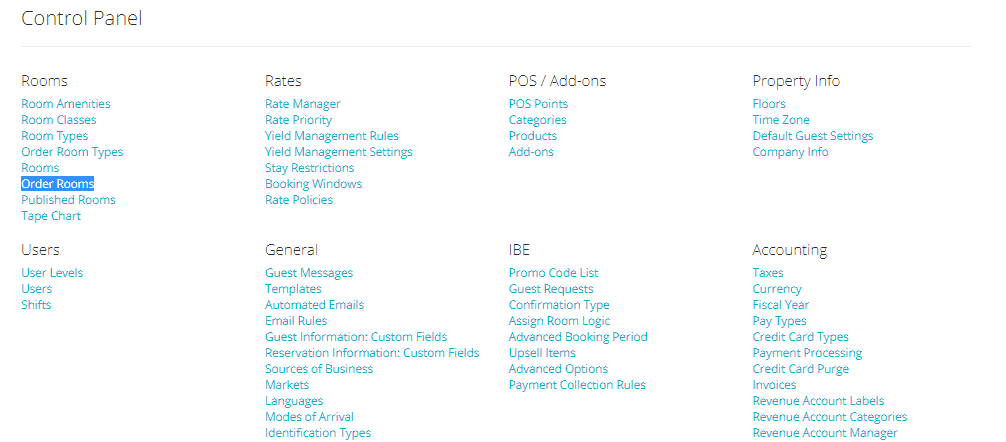 Control Panel
Rooms
Room Amenities
Room Classes
Room Types
Order Room Types
Rooms
Order Rooms
Published Rooms
Tape Chart
Rates
Rate Manager
Rate Priority
Yield Management Rules
Yield Management Settings
Stay Restrictions
Booking Windows
Rate Policies
POS / Add-ons
POS Points
Categories
Products
Add-ons
Property Info
Floors
Time Zone
Default Guest Settings
Company Info
Users
User Levels
Users
Shifts
General
Guest Messages
Templates
Automated Emails
Email Rules
Guest Information: Custom Fields
Reservation Information: Custom Fields
Sources of Business
Markets
Languages
Modes of Arrival
Identification Types
IBE
Promo Code List
Guest Requests
Confirmation Type
Assign Room Logic
Advanced Booking Period
Upsell Items
Advanced Options
Payment Collection Rules
Accounting
Taxes
Currency
Fiscal Year
Pay Types
Credit Card Types
Payment Processing
Credit Card Purge
Invoices
Revenue Account Labels
Revenue Account Categories
Revenue Account Manager